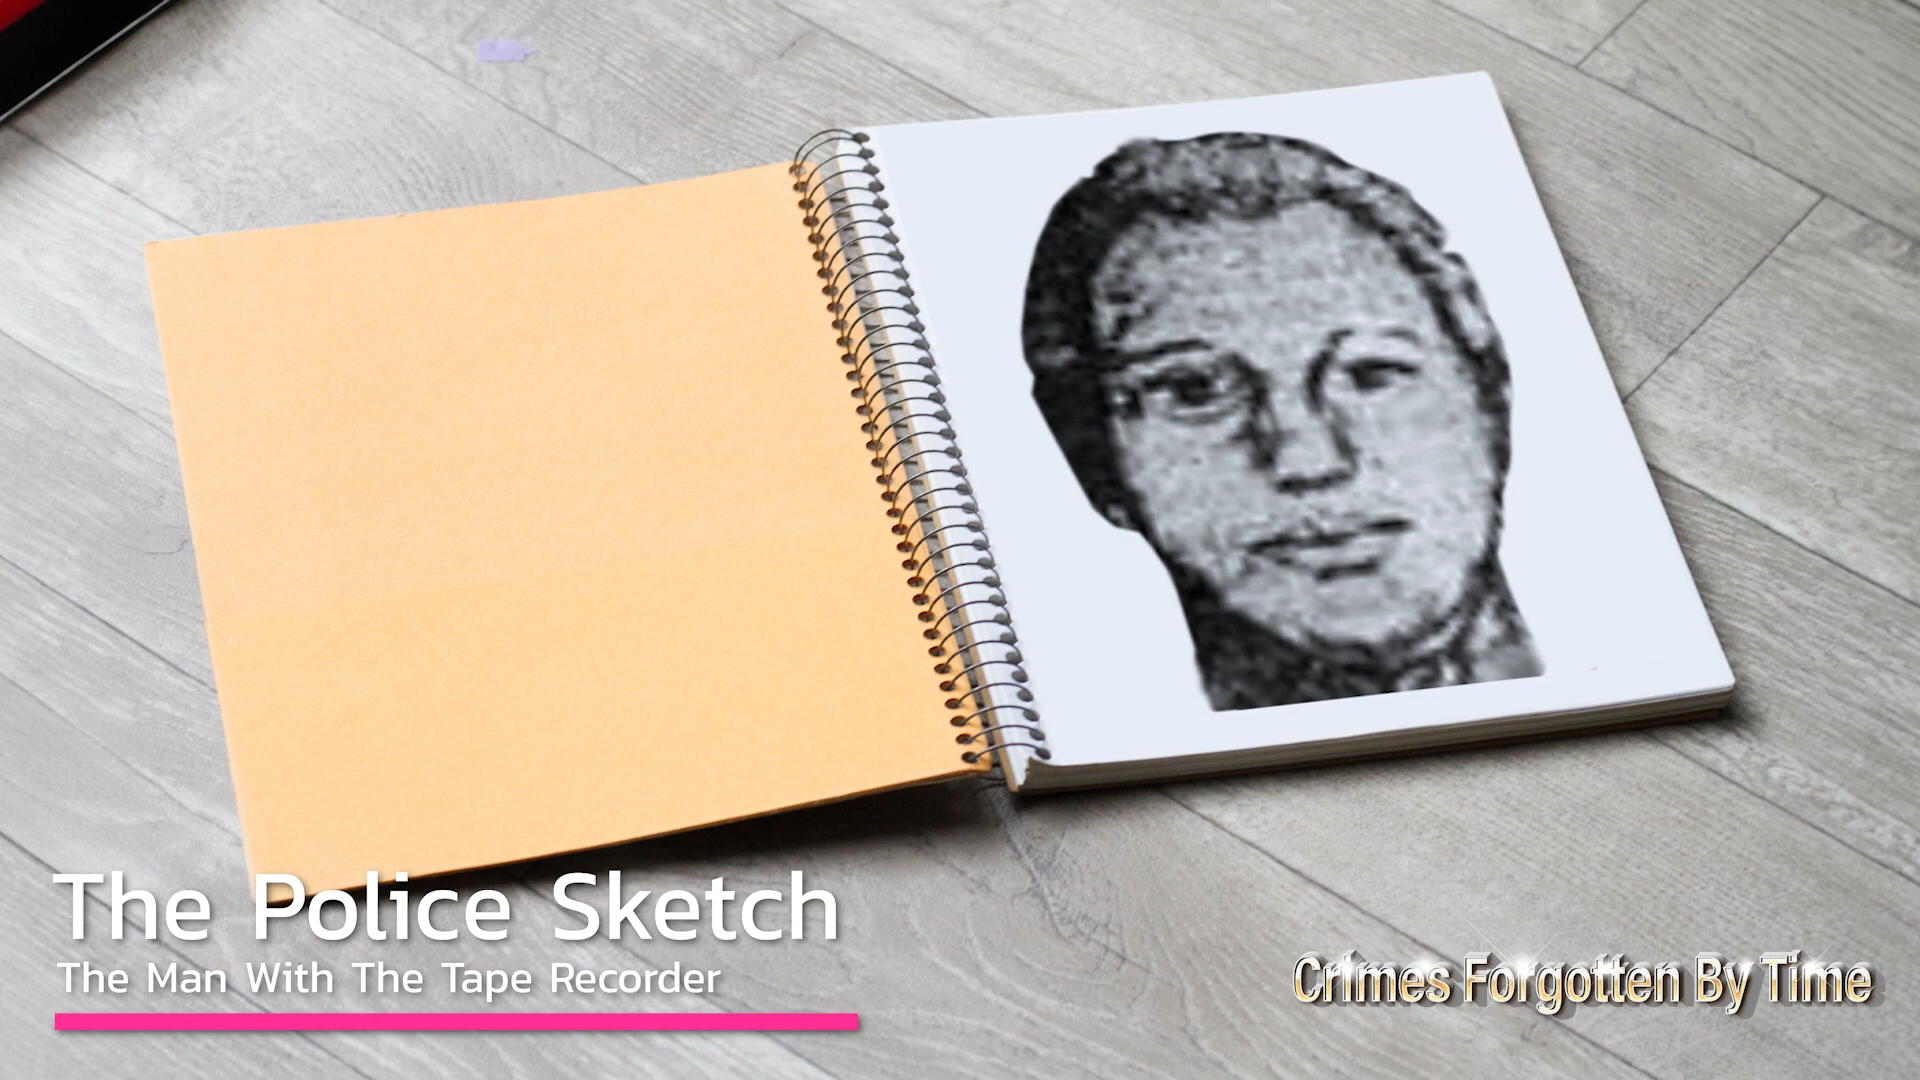 The Police Sketch
The Man With The Tape Recorder
Crimes Forgotten By Time